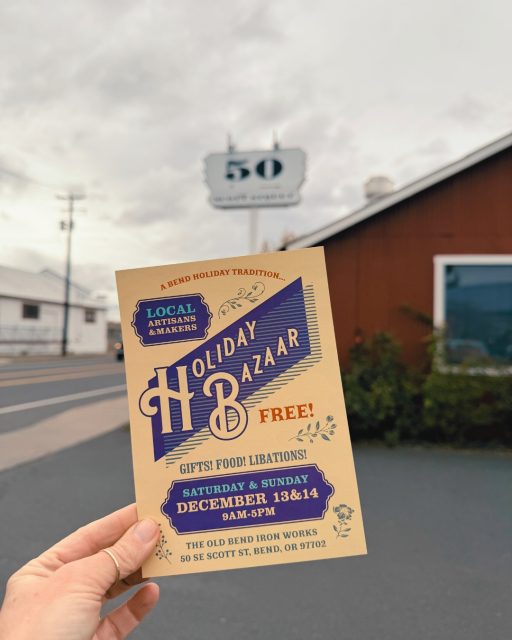 50
A BEND HOLIDAY TRADITION...
LOCAL
ARTISANS
& MAKERS
HOLIDAY
BAZAAR
FREE!
GIFTS! FOOD! LIBATIONS!
SATURDAY & SUNDAY
DECEMBER 13&14
9AM-5PM
THE OLD BEND IRON WORKS
50 SE SCOTT ST, BEND, OR 97702